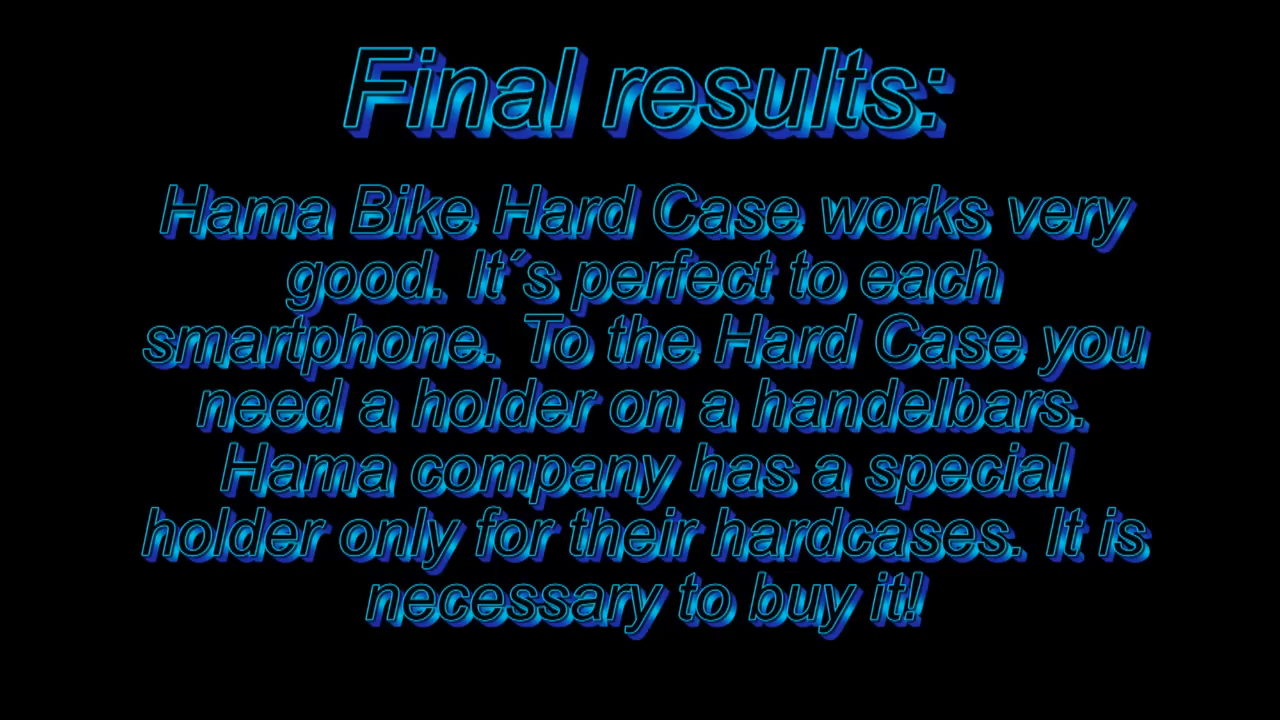 Final results:
Hama Bike Hard Case works very
good. It´s perfect to each
smartphone. To the Hard Case you
need a holder on a handelbars.
Hama company has a special
holder only for their hardcases. It is
necessary to buy it!